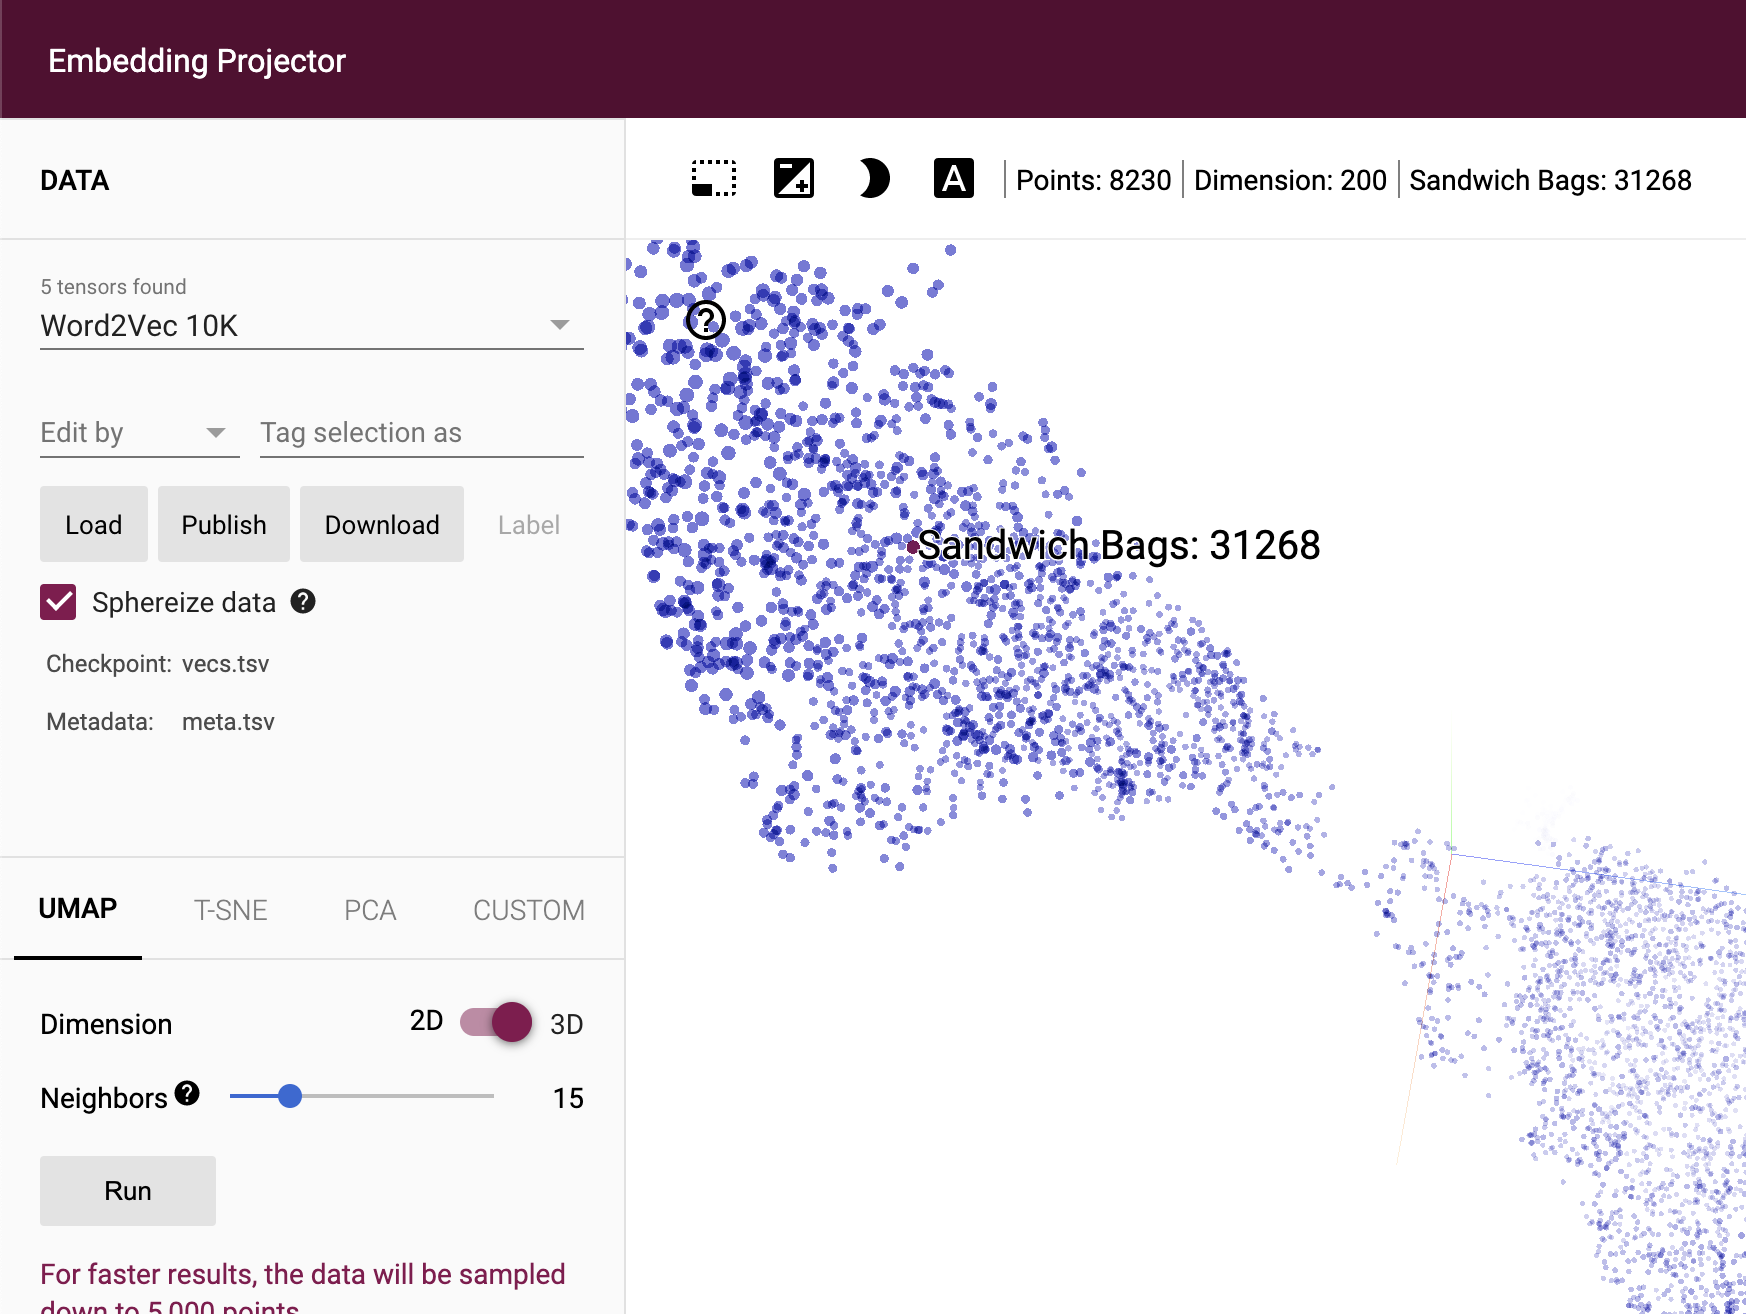 Embedding Projector
DATA
Points: 8230 | Dimension: 200 | Sandwich Bags: 31268
5 tensors found
Word2Vec 10K
Edit by
Tag selection as
Load
Publish
Download
Label
Sandwich Bags: 31268
Sphereize data
Checkpoint: vecs.tsv
Metadata: meta.tsv
UMAP
T-SNE
PCA
CUSTOM
Dimension
2D
3D
Neighbors
15
Run
For faster results, the data will be sampled
down to 5,000 points.